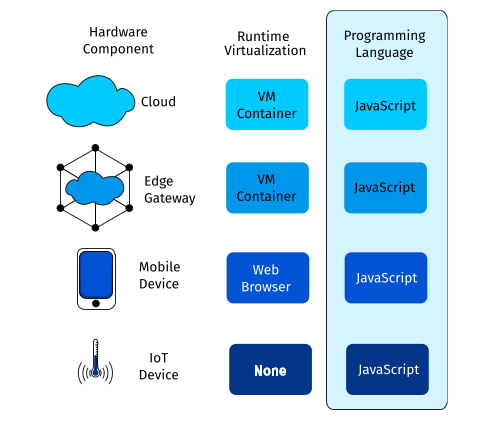 Hardware
Component
Runtime
Virtualization
Programming
Language
Cloud
VM
Container
JavaScript
Edge
Gateway
VM
Container
JavaScript
Mobile
Device
Web
Browser
JavaScript
IoT
Device
None
JavaScript